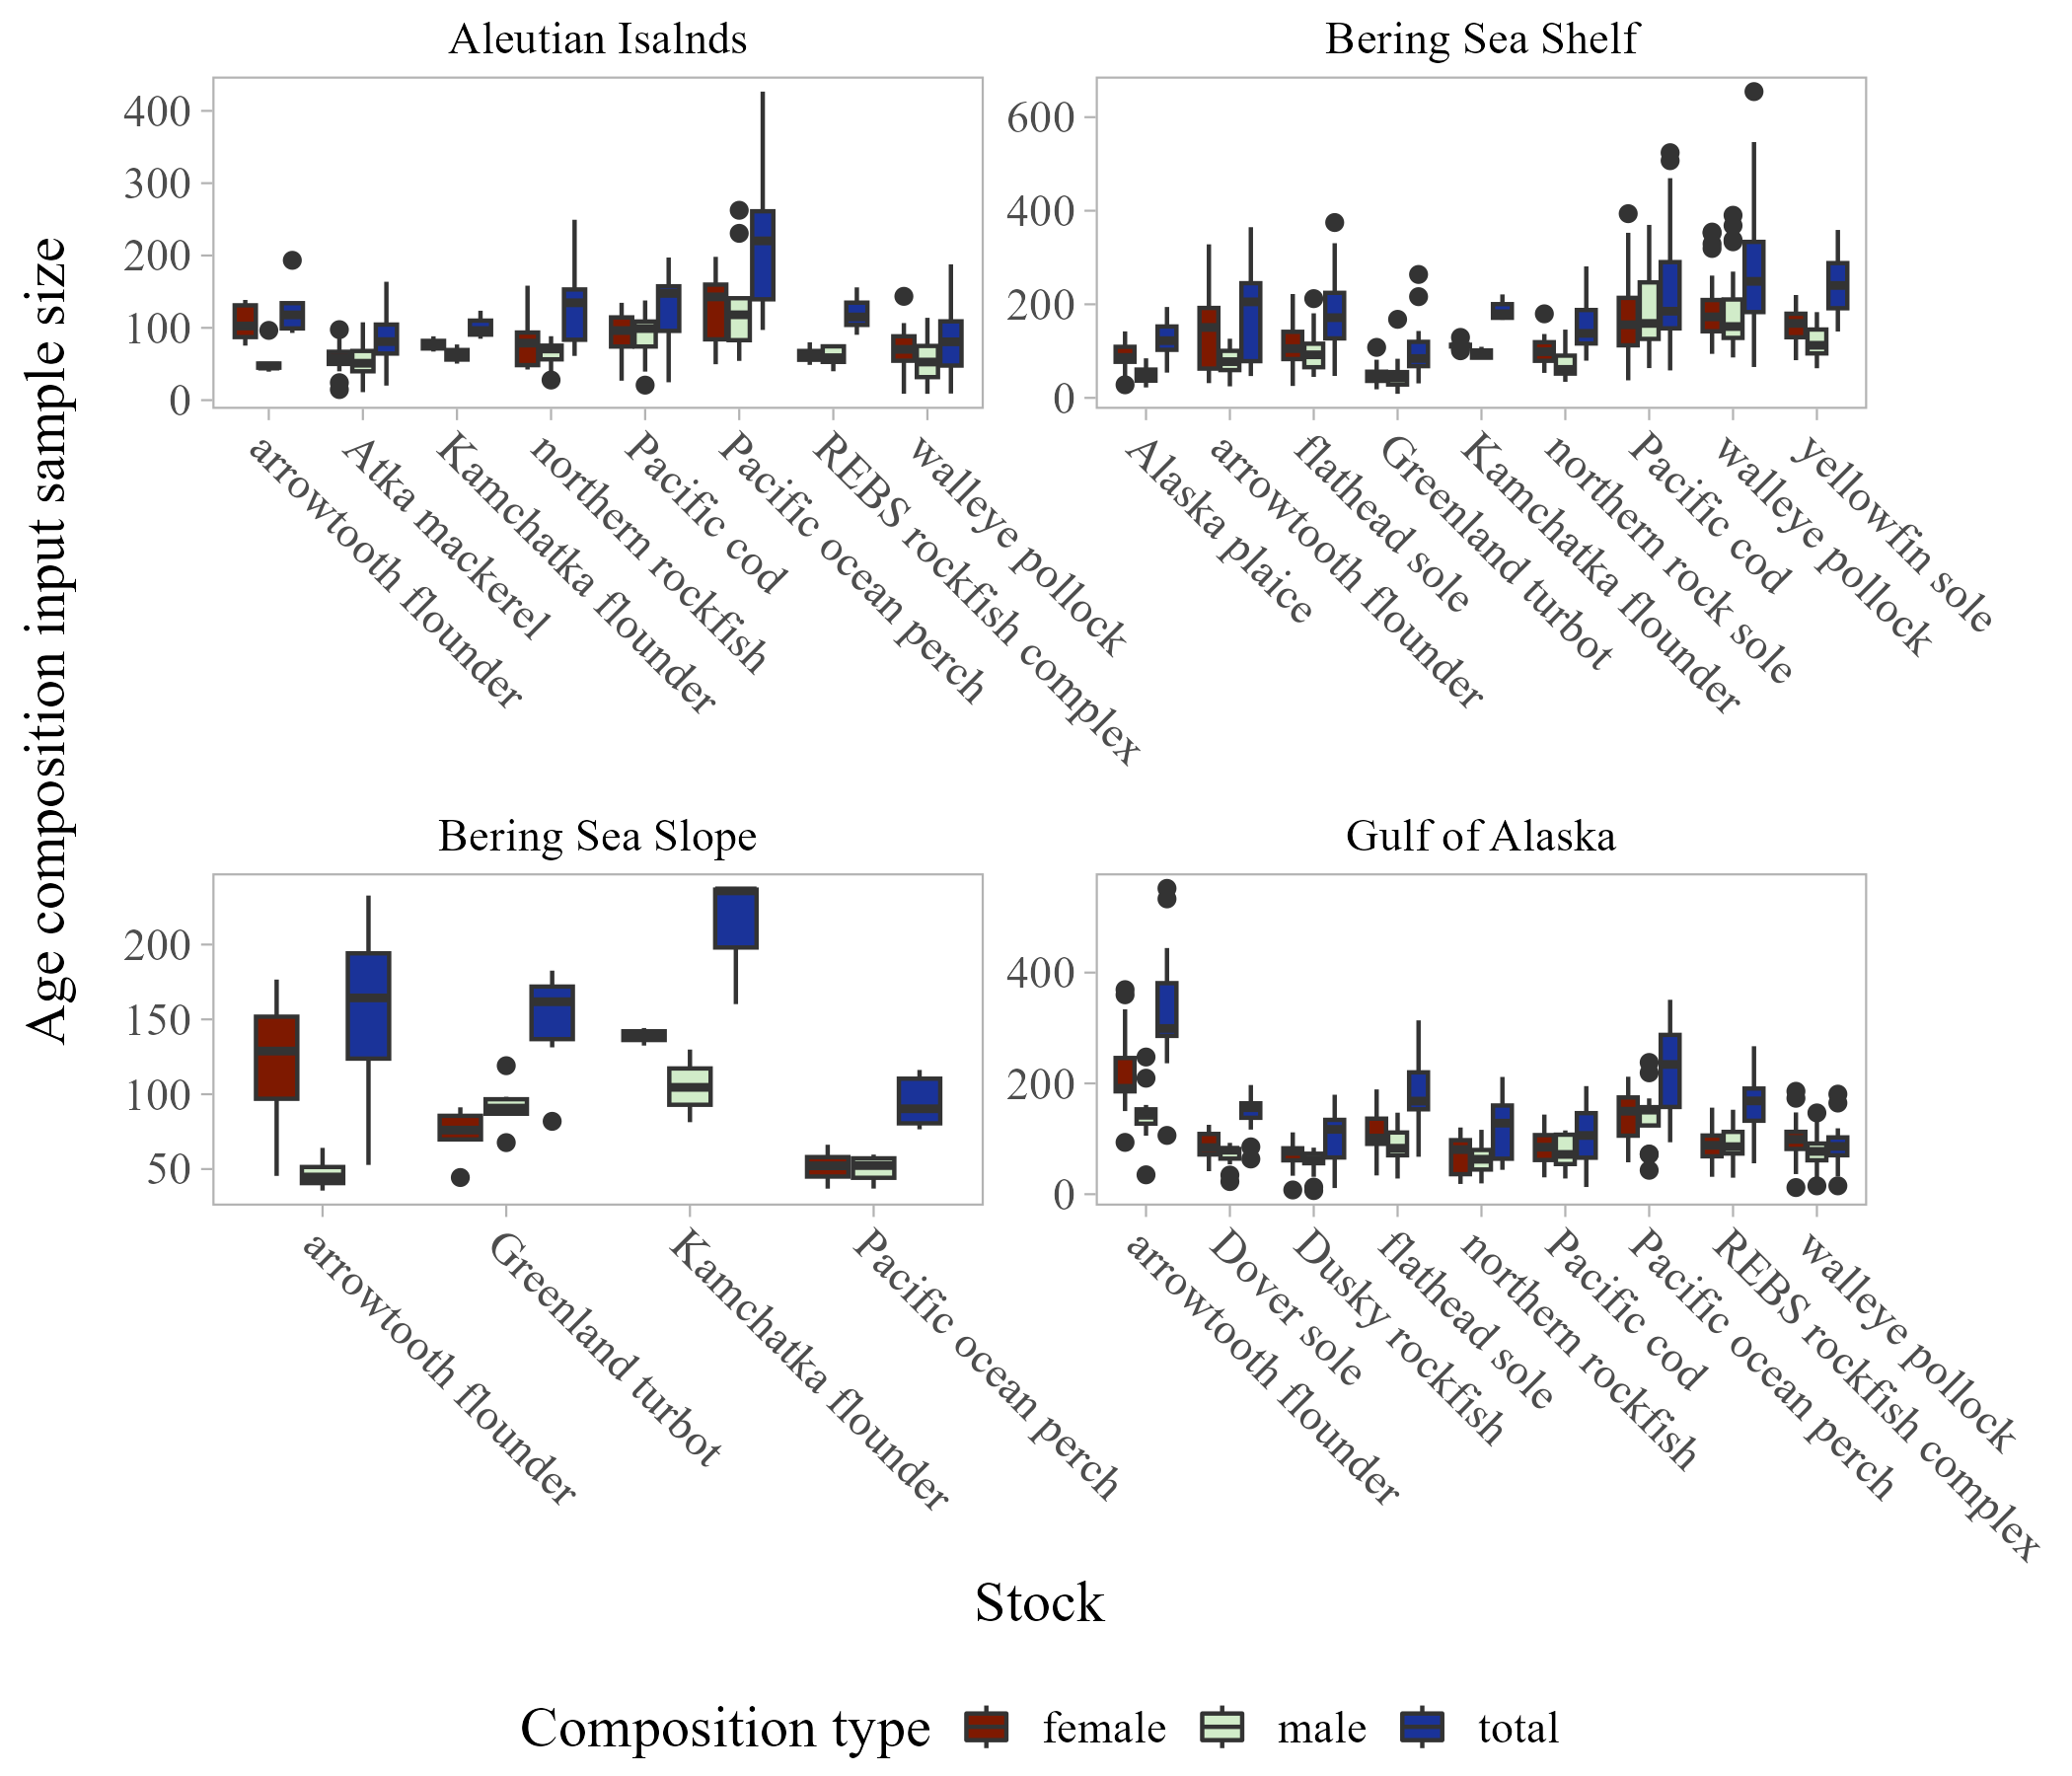 Aleutian Isalnds
Bering Sea Shelf
Age composition input sample size
400
300
200
100
0
arrowtooth flounder
Atka mackerel
Kamchatka flounder
northern rockfish
Pacific cod
Pacific ocean perch
REBS rockfish complex
walleye pollock
600
400
200
0
Alaska plaice
arrowtooth flounder
flathead sole
Greenland turbot
Kamchatka flounder
northern rock sole
Pacific cod
walleye pollock
yellowfin sole
Bering Sea Slope
Gulf of Alaska
200
150
100
50
arrowtooth flounder
Greenland turbot
Kamchatka flounder
Pacific ocean perch
400
200
0
arrowtooth flounder
Dover sole
Dusky rockfish
flathead sole
northern rockfish
Pacific cod
Pacific ocean perch
REBS rockfish complex
walleye pollock
Stock
Composition type female male total